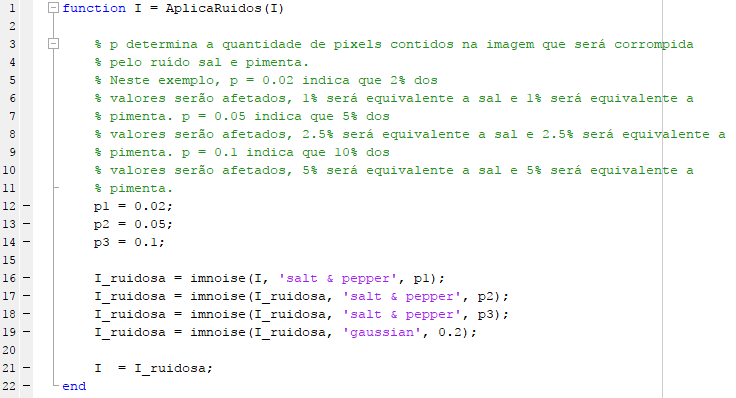 1 function I = AplicaRuidos(I)
2
3 % p determina a quantidade de pixels contidos na imagem que será corrompida
4 % pelo ruído sal e pimenta.
5 % Neste exemplo, p = 0.02 indica que 2% dos
6 % valores serão afetados, 1% será equivalente a sal e 1% será equivalente a
7 % pimenta. p = 0.05 indica que 5% dos
8 % valores serão afetados, 2.5% será equivalente a sal e 2.5% será equivalente a
9 % pimenta. p = 0.1 indica que 10% dos
10 % valores serão afetados, 5% será equivalente a sal e 5% será equivalente a
11 % pimenta.
12 p1 = 0.02;
13 p2 = 0.05;
14 p3 = 0.1;
15
16 I_ruidosa = imnoise(I, 'salt & pepper', p1);
17 I_ruidosa = imnoise(I_ruidosa, 'salt & pepper', p2);
18 I_ruidosa = imnoise(I_ruidosa, 'salt & pepper', p3);
19 I_ruidosa = imnoise(I_ruidosa, 'gaussian', 0.2);
20
21 I  = I_ruidosa;
22 end